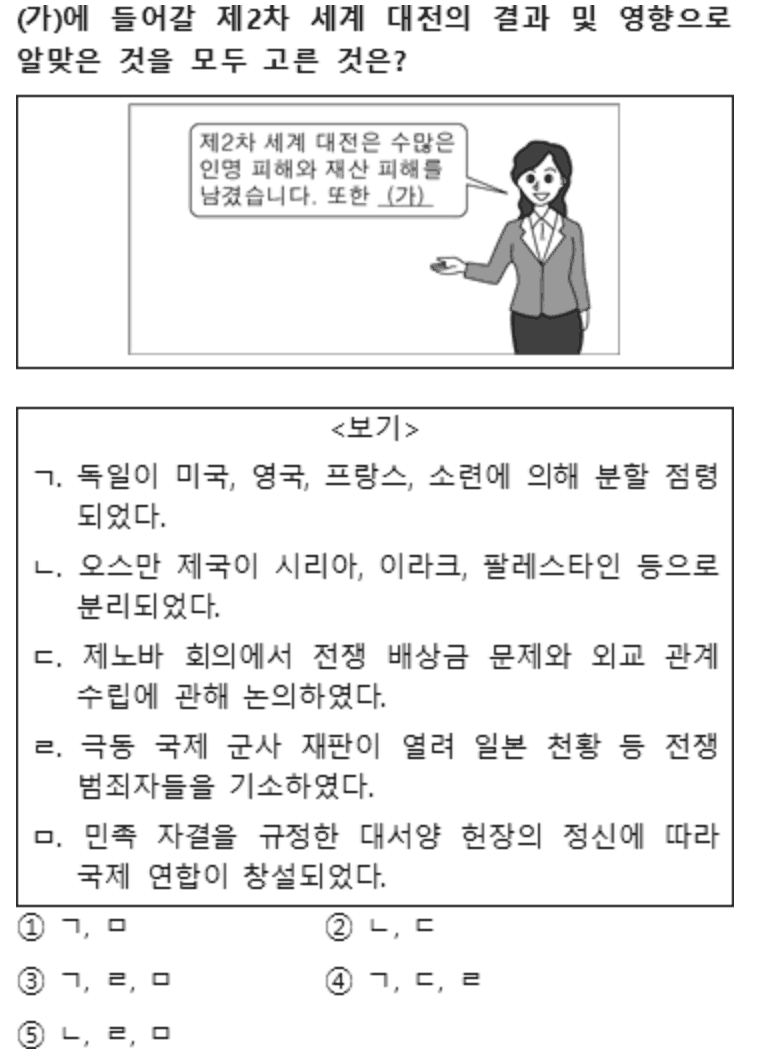 (가)에 들어갈 제2차 세계 대전의 결과 및 영향으로
알맞은 것을 모두 고른 것은?
제2차 세계 대전은 수많은
인명 피해와 재산 피해를
남겼습니다. 또한 (가)
<보기>
ㄱ. 독일이 미국, 영국, 프랑스, 소련에 의해 분할 점령
되었다.
ㄴ. 오스만 제국이 시리아, 이라크, 팔레스타인 등으로
분리되었다.
ㄷ. 제노바 회의에서 전쟁 배상금 문제와 외교 관계
수립에 관해 논의하였다.
ㄹ. 극동 국제 군사 재판이 열려 일본 천황 등 전쟁
범죄자들을 기소하였다.
ㅁ. 민족 자결을 규정한 대서양 헌장의 정신에 따라
국제 연합이 창설되었다.
① ㄱ, ㅁ ② ㄴ, ㄷ
③ ㄱ, ㄹ, ㅁ ④ ㄱ, ㄷ, ㄹ
⑤ ㄴ, ㄹ, ㅁ